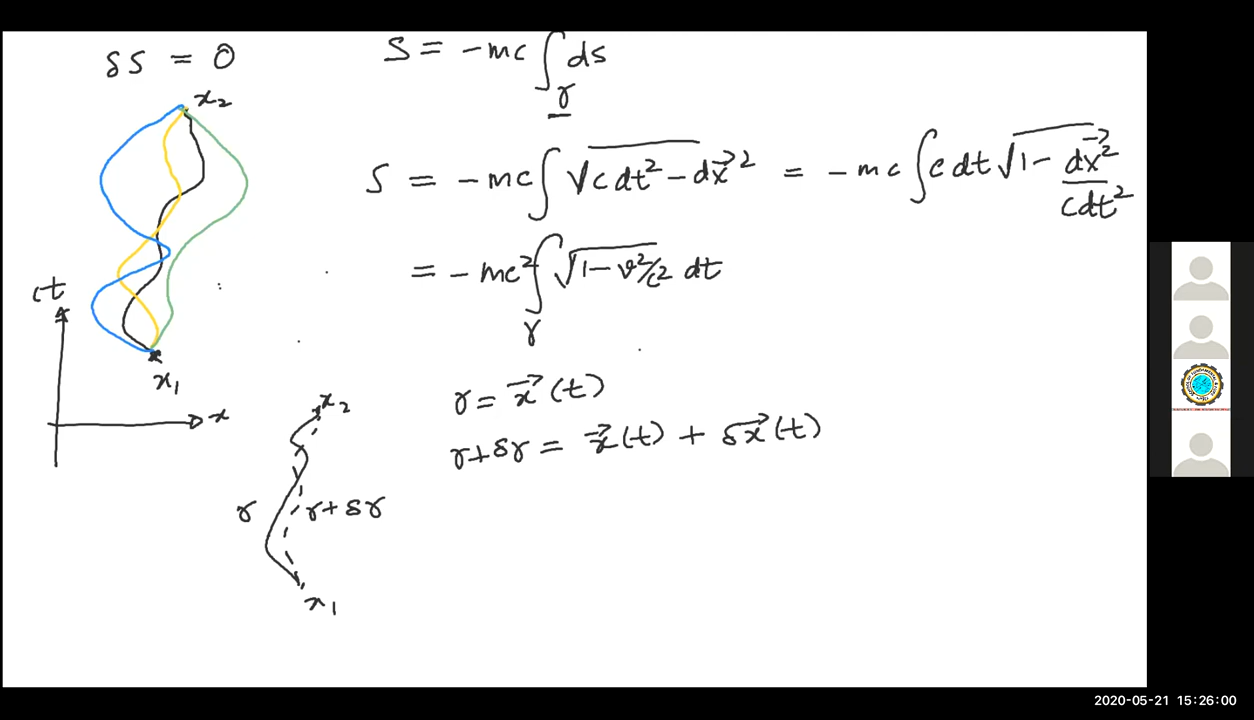 δS = 0
S = -mc ∫_γ ds
x₂
S = -mc ∫ √(c dt² - dx⃗²) = -mc ∫ c dt √(1 - dx⃗²/cdt²)
= -mc² ∫_γ √(1 - v²/c²) dt
ct
x₁
x
γ = x⃗(t)
γ+δγ = x⃗(t) + δx⃗(t)
x₂
γ
γ+δγ
x₁
2020-05-21 15:26:00